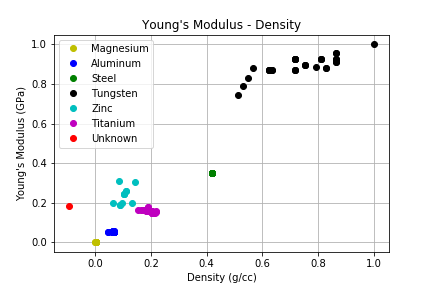 Young's Modulus - Density
Magnesium
Aluminum
Steel
Tungsten
Zinc
Titanium
Unknown
Young's Modulus (GPa)
1.0
0.8
0.6
0.4
0.2
0.0
0.0 0.2 0.4 0.6 0.8 1.0
Density (g/cc)